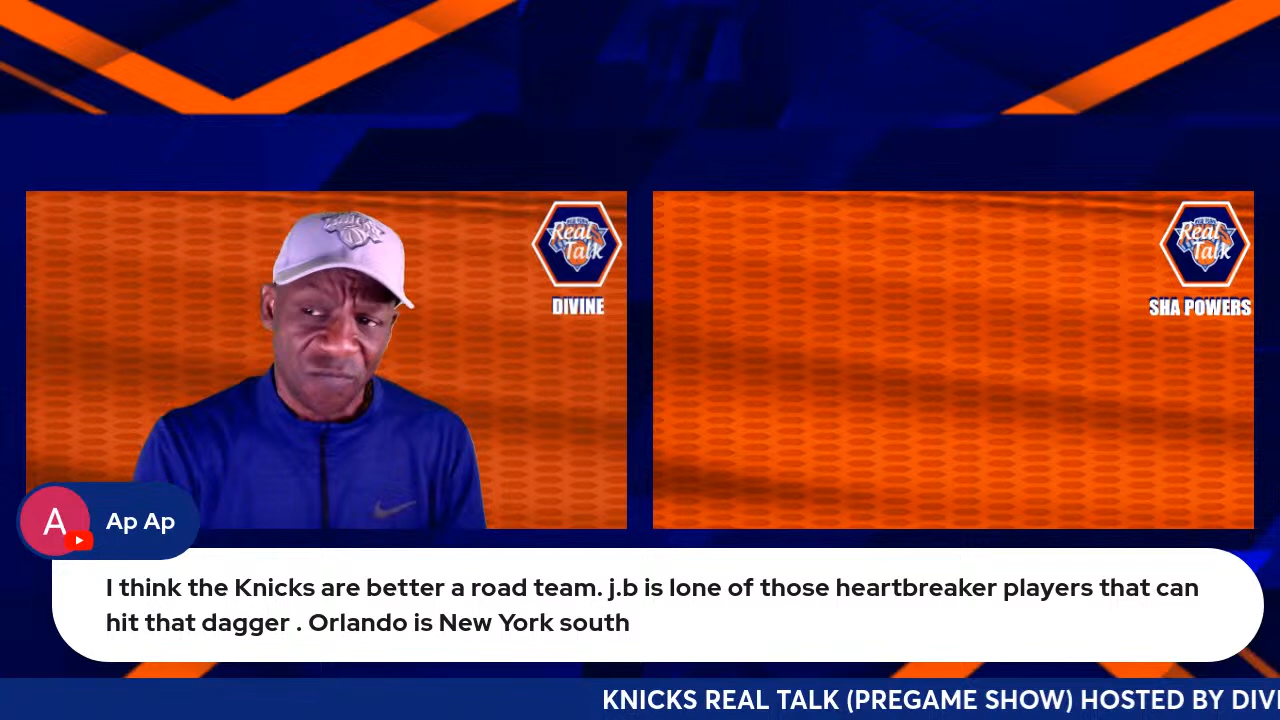 Real
Talk
DIVINE
Real
Talk
SHA POWERS
A
Ap Ap
I think the Knicks are better a road team. j.b is lone of those heartbreaker players that can
hit that dagger . Orlando is New York south
KNICKS REAL TALK (PREGAME SHOW) HOSTED BY DIVI